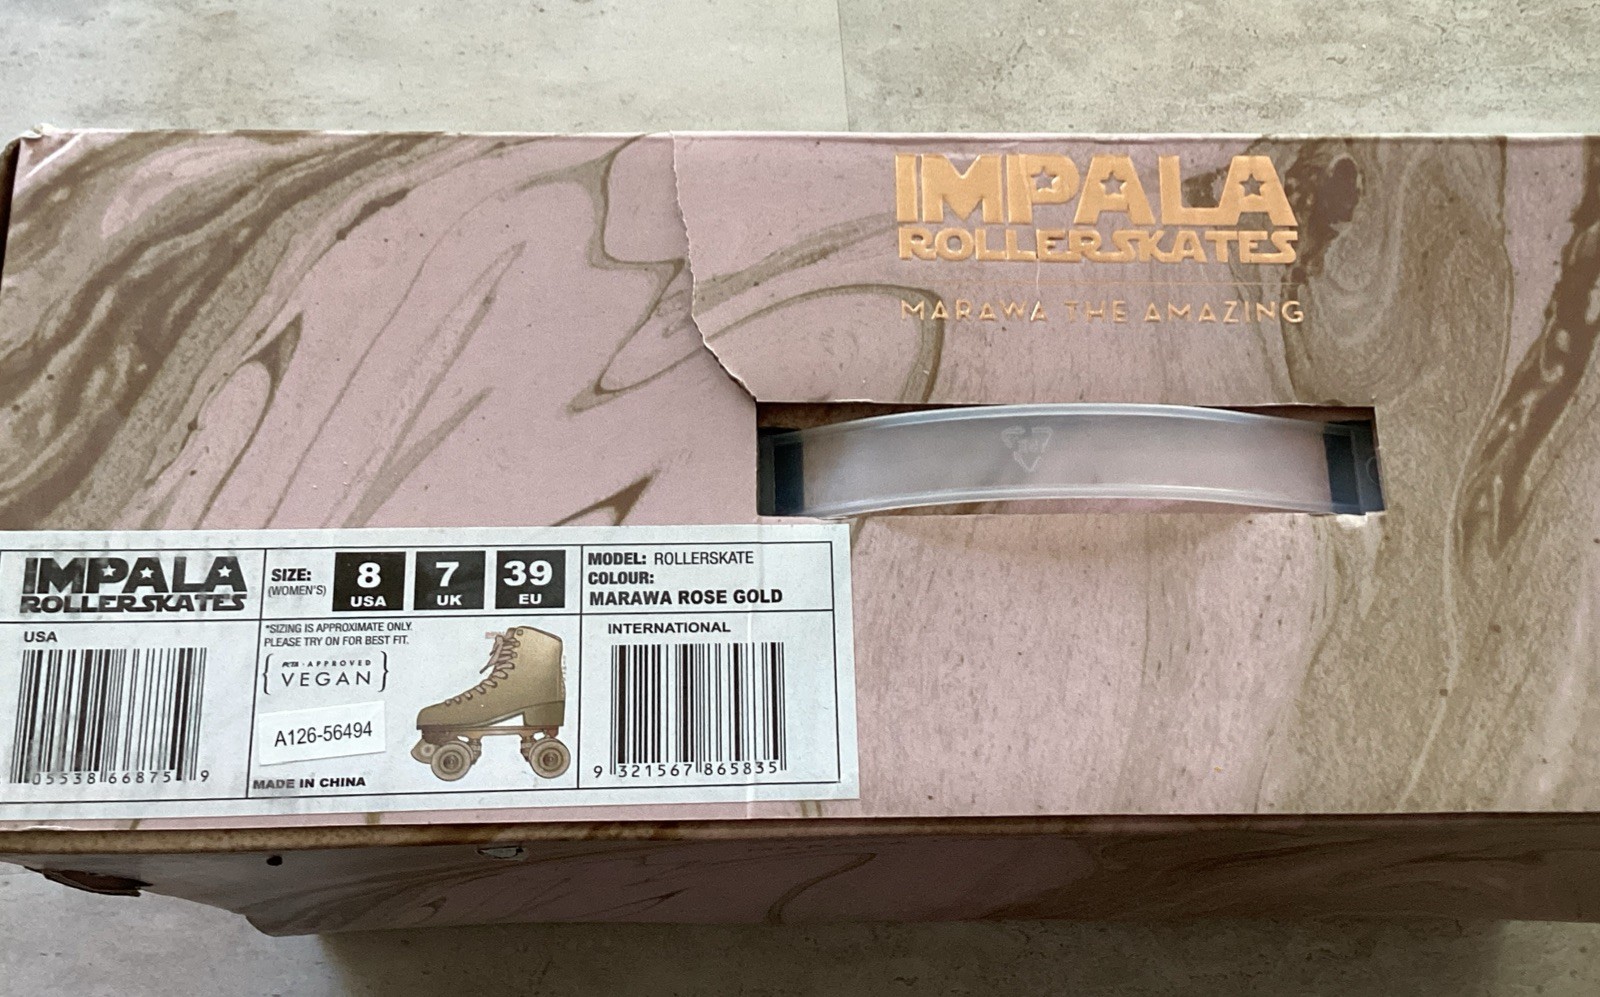 IMPALA
ROLLERSKATES
MARAWA THE AMAZING
IMPALA
ROLLERSKATES
SIZE:
(WOMEN'S)
8
USA
7
UK
39
EU
MODEL: ROLLERSKATE
COLOUR:
MARAWA ROSE GOLD
USA
05538 66875 9
*SIZING IS APPROXIMATE ONLY.
PLEASE TRY ON FOR BEST FIT.
PETA - APPROVED
VEGAN
A126-56494
MADE IN CHINA
INTERNATIONAL
9 321567 865835